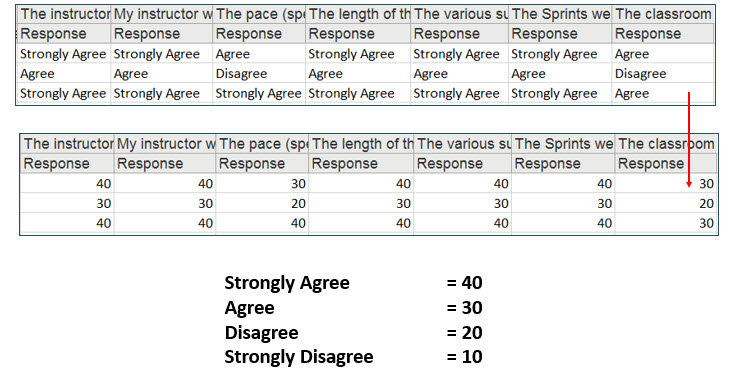 The instructor My instructor w The pace (spe The length of th The various su The Sprints we The classroom
Response Response Response Response Response Response Response
Strongly Agree Strongly Agree Agree Strongly Agree Strongly Agree Strongly Agree Agree
Agree Agree Disagree Agree Agree Agree Disagree
Strongly Agree Strongly Agree Strongly Agree Strongly Agree Strongly Agree Strongly Agree Agree
The instructor My instructor w The pace (spe The length of th The various su The Sprints we The classroom
Response Response Response Response Response Response Response
40 40 30 40 40 40 30
30 30 20 30 30 30 20
40 40 40 40 40 40 30
Strongly Agree = 40
Agree = 30
Disagree = 20
Strongly Disagree = 10